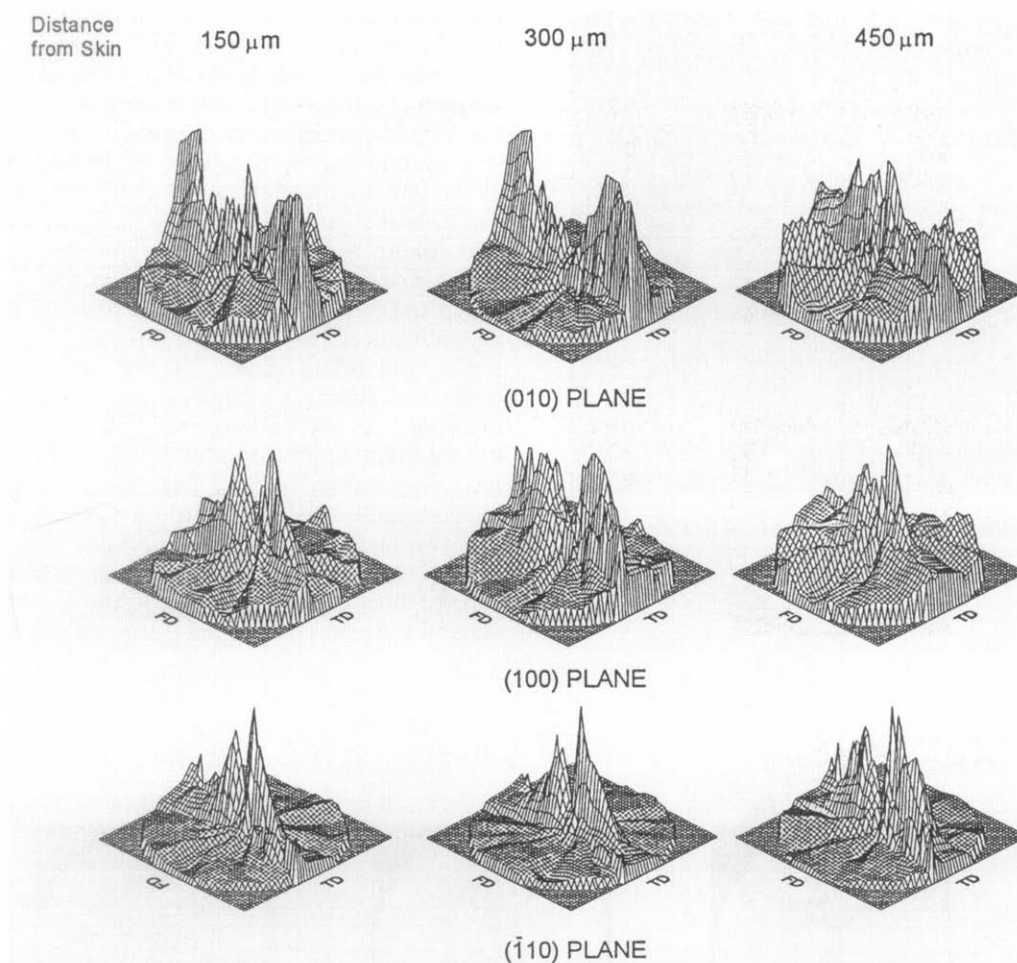 Distance
from Skin
150 µm
300 µm
450 µm
FD
TD
FD
TD
FD
TD
(010) PLANE
FD
TD
FD
TD
FD
TD
(100) PLANE
FD
TD
FD
TD
FD
TD
(1̄10) PLANE